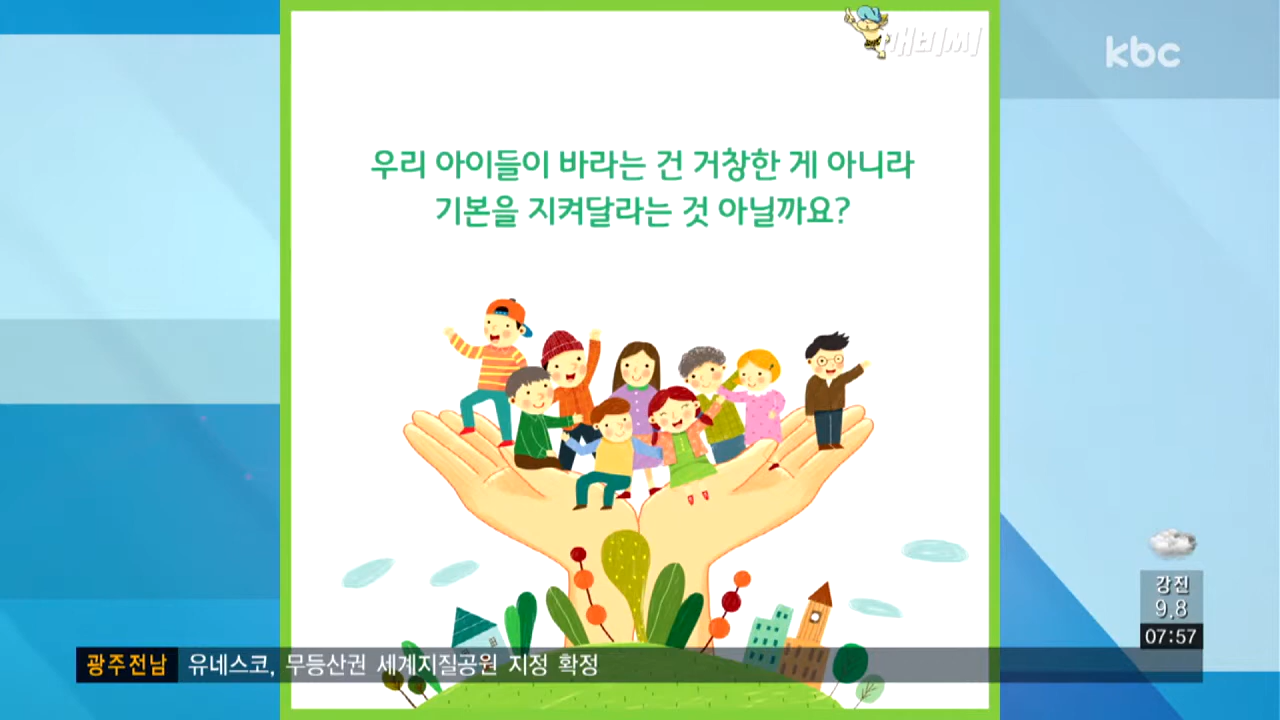 깨비씨
kbc
우리 아이들이 바라는 건 거창한 게 아니라
기본을 지켜달라는 것 아닐까요?
강진
9.8
07:57
광주전남 유네스코, 무등산권 세계지질공원 지정 확정